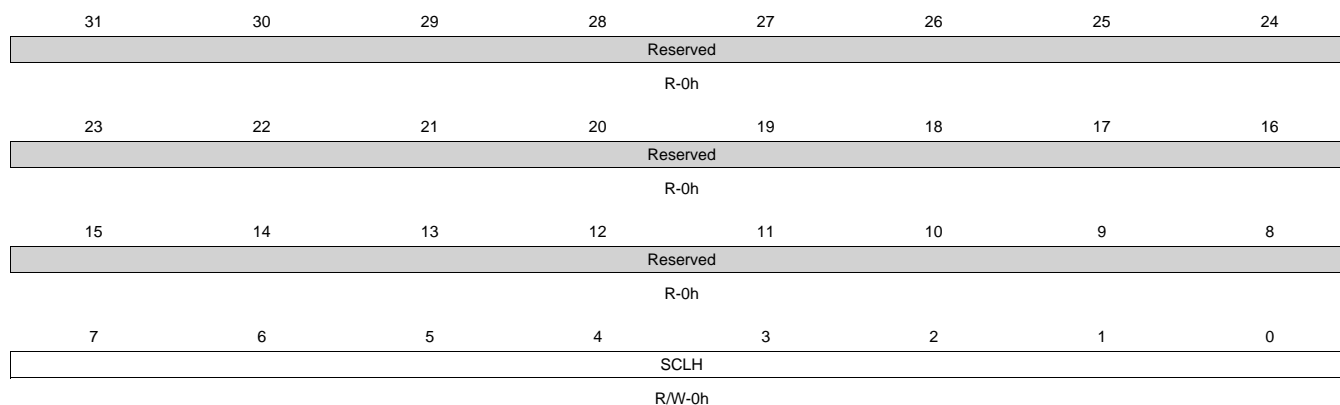 31 30 29 28 27 26 25 24
Reserved
R-0h
23 22 21 20 19 18 17 16
Reserved
R-0h
15 14 13 12 11 10 9 8
Reserved
R-0h
7 6 5 4 3 2 1 0
SCLH
R/W-0h